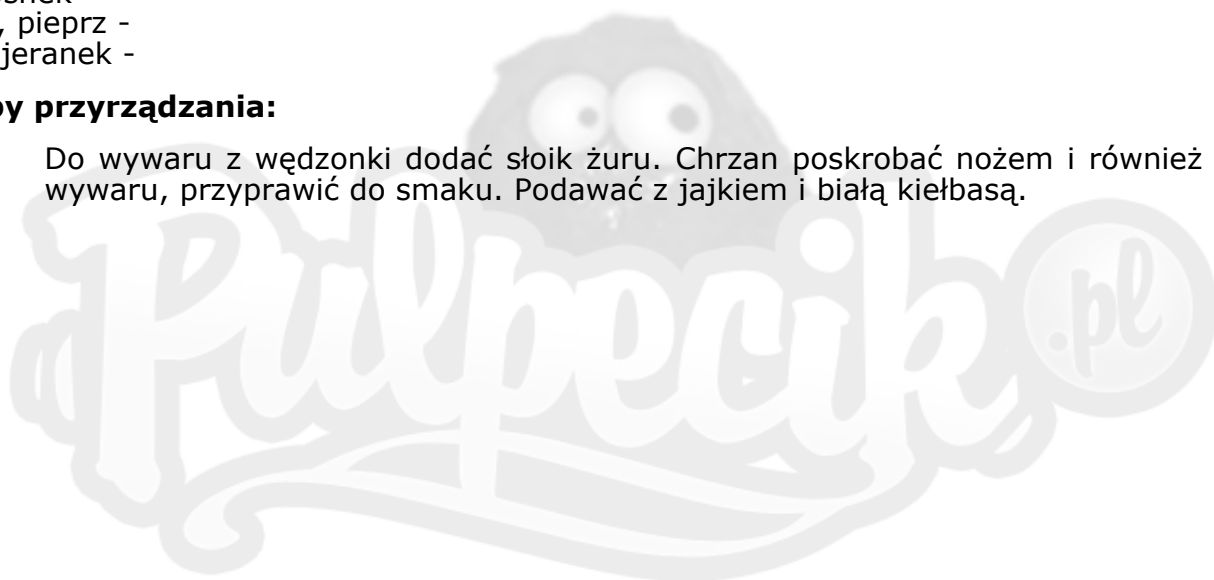 , pieprz -
jeranek -
przyrządzania:
Do wywaru z wędzonki dodać słoik żuru. Chrzan poskrobać nożem i również
wywaru, przyprawić do smaku. Podawać z jajkiem i białą kiełbasą.
Pulpecik .pl